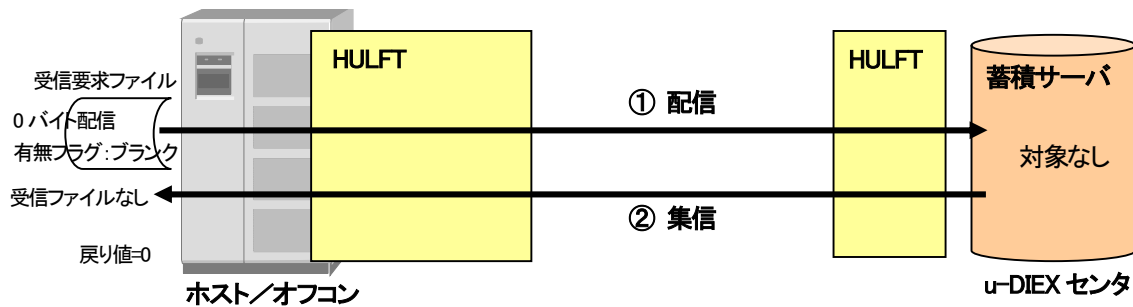 HULFT
HULFT
受信要求ファイル
蓄積サーバ
① 配信
0 バイト配信
有無フラグ:ブランク
対象なし
受信ファイルなし
② 集信
戻り値=0
ホスト/オフコン
u-DIEX センタ